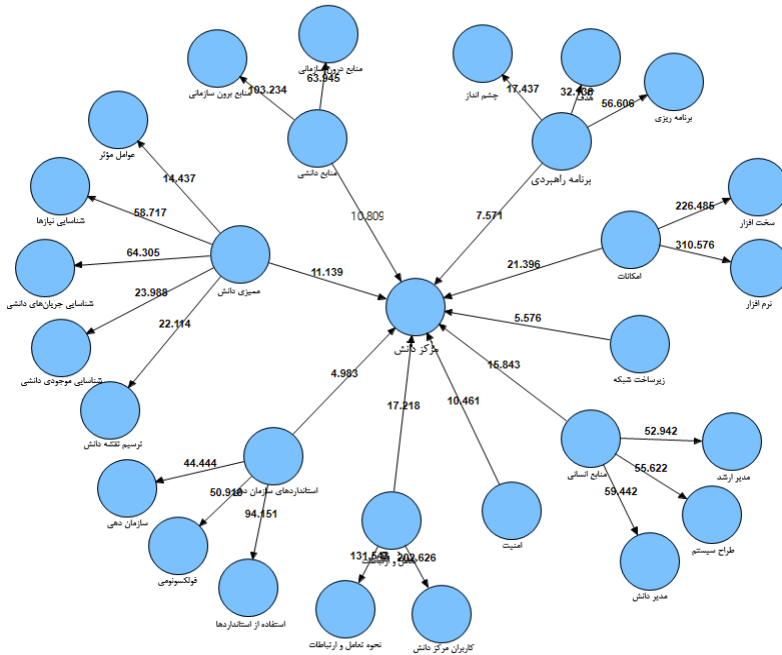 منابع درون سازمانی
63.945
منابع برون سازمانی
103.234
منابع دانشی
10.809
چشم انداز
17.437
هدف
برنامه ریزی
56.606
برنامه راهبردی
7.571
عوامل مؤثر
14.437
شناسایی نیازها
58.717
شناسایی جریان‌های دانشی
64.305
شناسایی موجودی دانشی
23.988
ترسیم نقشه دانش
22.114
ممیزی دانش
11.139
سخت افزار
226.485
نرم افزار
310.576
امکانات
21.396
مرکز دانش
زیرساخت شبکه
5.576
15.843
منابع انسانی
مدیر ارشد
52.942
طراح سیستم
55.622
مدیر دانش
59.442
4.983
استانداردهای سازمان دهی
سازمان دهی
44.444
فولکسونومی
استفاده از استانداردها
94.151
17.218
نحوه تعامل و ارتباطات
کاربران مرکز دانش
202.626
10.461
امنیت